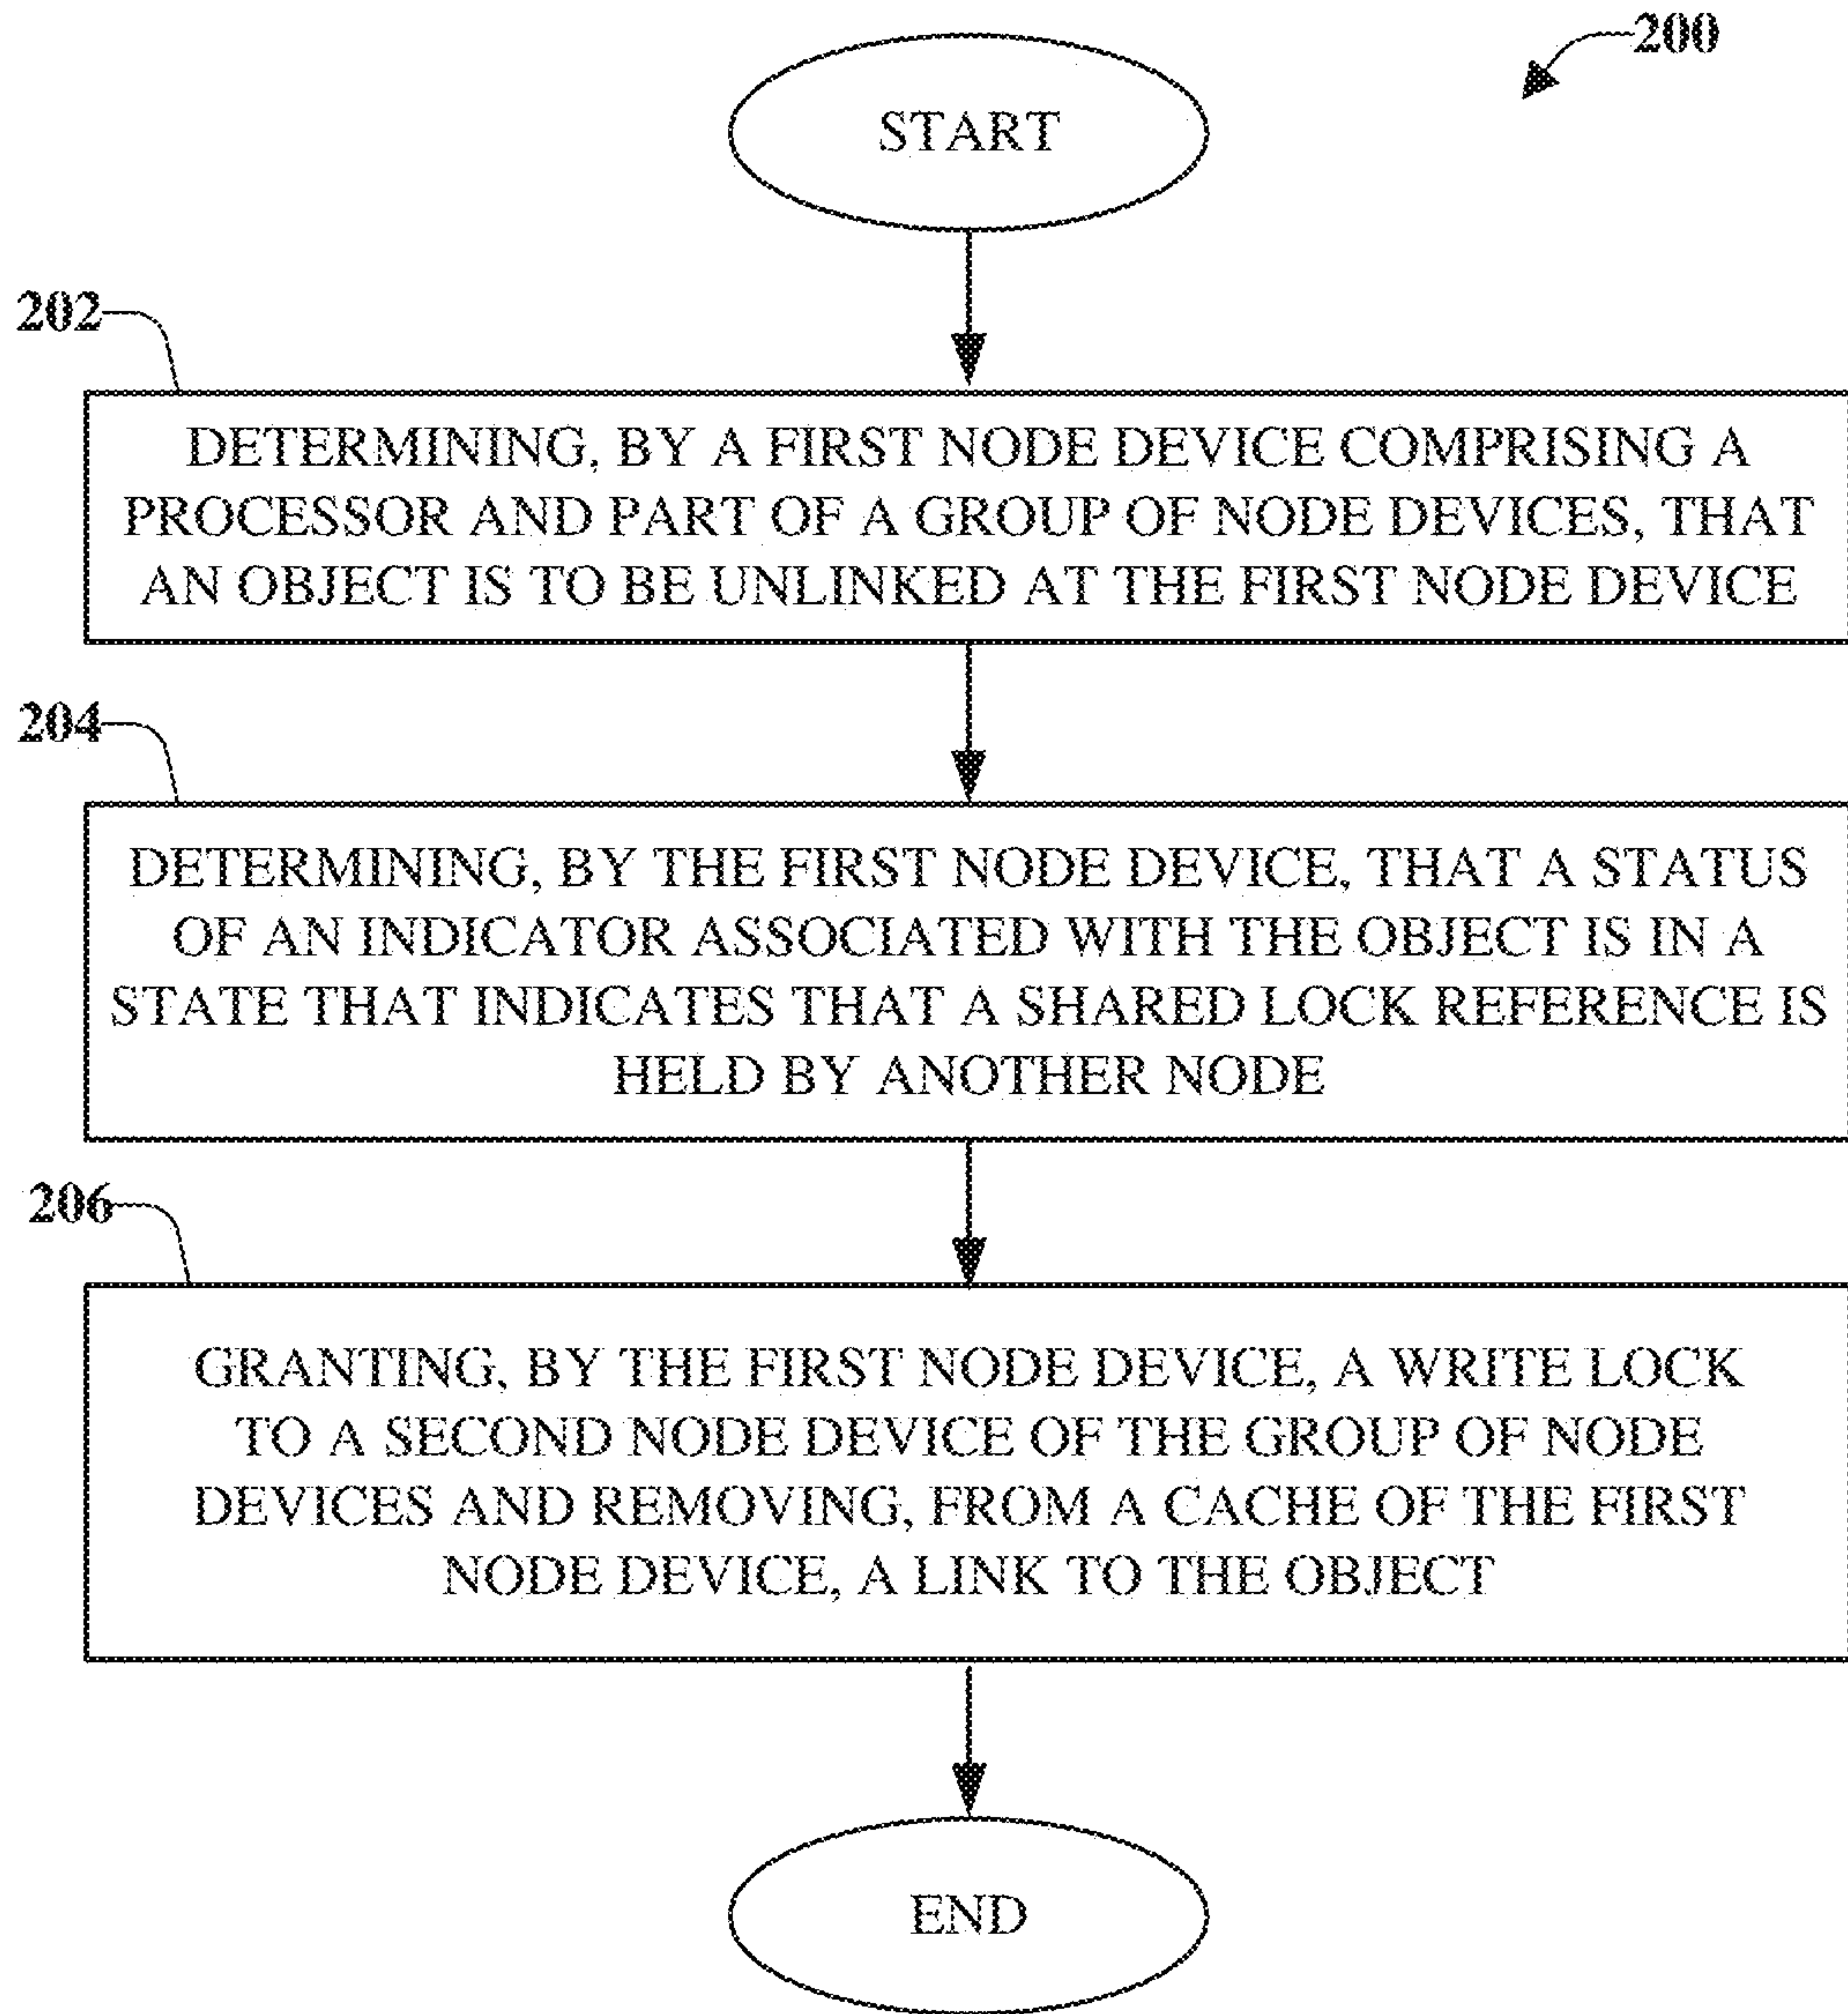 200
START
202
DETERMINING, BY A FIRST NODE DEVICE COMPRISING A
PROCESSOR AND PART OF A GROUP OF NODE DEVICES, THAT
AN OBJECT IS TO BE UNLINKED AT THE FIRST NODE DEVICE
204
DETERMINING, BY THE FIRST NODE DEVICE, THAT A STATUS
OF AN INDICATOR ASSOCIATED WITH THE OBJECT IS IN A
STATE THAT INDICATES THAT A SHARED LOCK REFERENCE IS
HELD BY ANOTHER NODE
206
GRANTING, BY THE FIRST NODE DEVICE, A WRITE LOCK
TO A SECOND NODE DEVICE OF THE GROUP OF NODE
DEVICES AND REMOVING, FROM A CACHE OF THE FIRST
NODE DEVICE, A LINK TO THE OBJECT
END